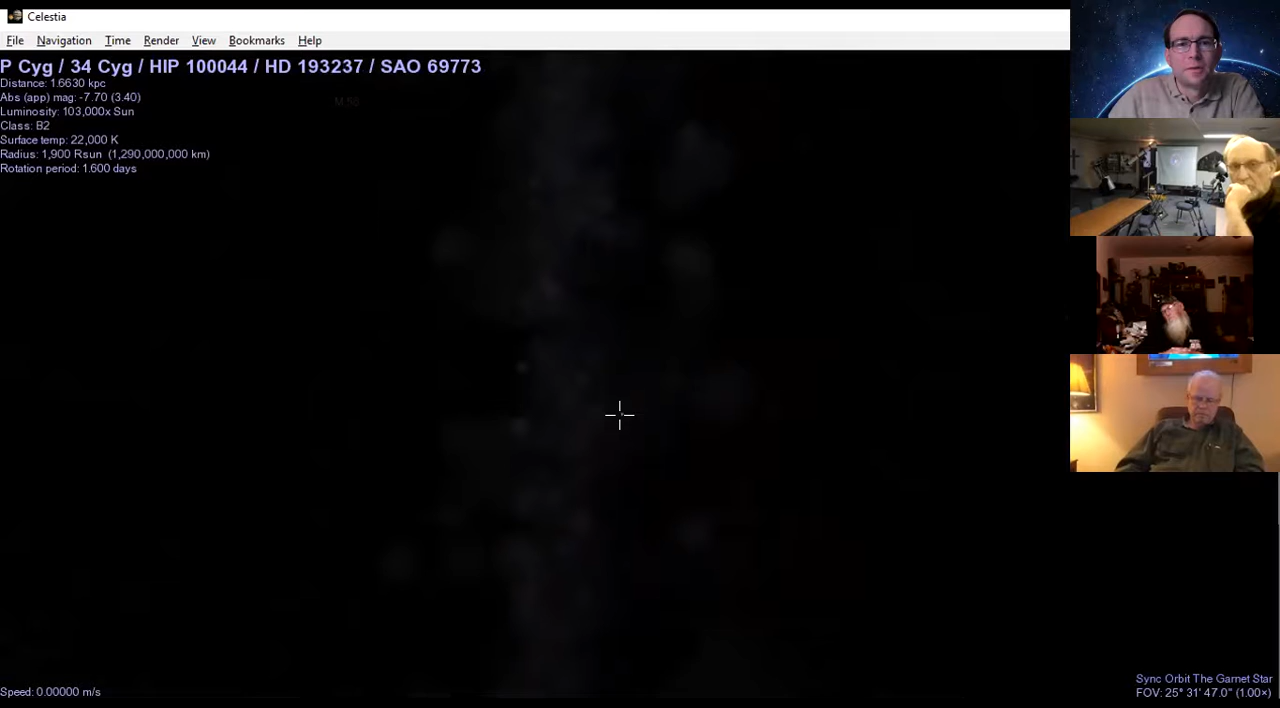 Celestia
File Navigation Time Render View Bookmarks Help
P Cyg / 34 Cyg / HIP 100044 / HD 193237 / SAO 69773
Distance: 1.6630 kpc
Abs (app) mag: -7.70 (3.40)
Luminosity: 103,000x Sun
Class: B2
Surface temp: 22,000 K
Radius: 1,900 Rsun (1,290,000,000 km)
Rotation period: 1.600 days
Speed: 0.00000 m/s
Sync Orbit The Garnet Star
FOV: 25° 31' 47.0" (1.00×)